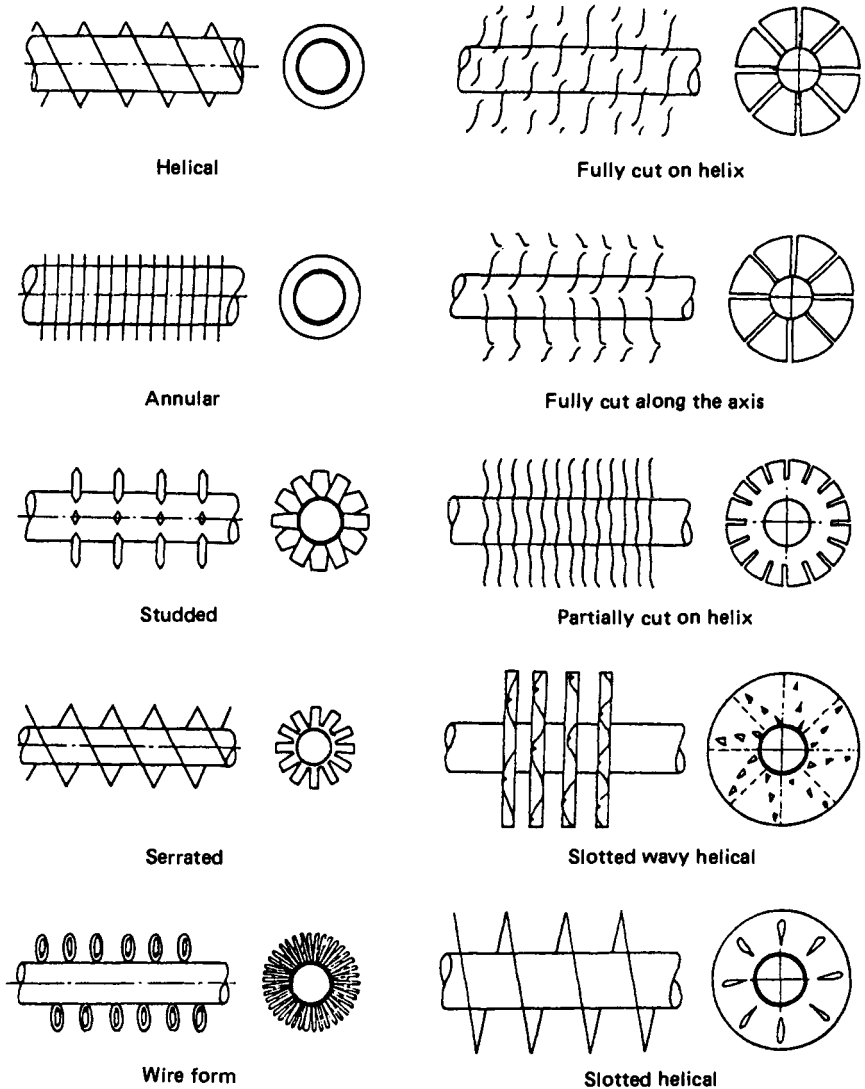 Helical
Fully cut on helix
Annular
Fully cut along the axis
Studded
Partially cut on helix
Serrated
Slotted wavy helical
Wire form
Slotted helical